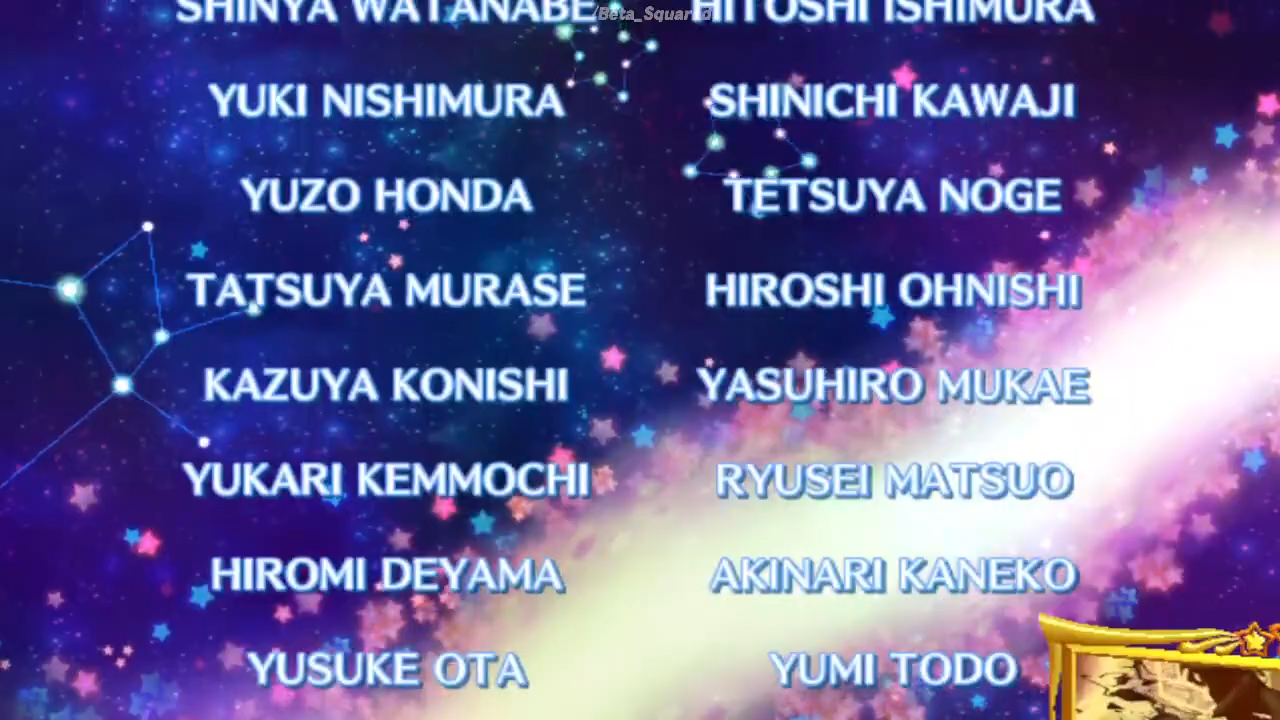 /Beta_Squared
SHINYA WATANABE HITOSHI ISHIMURA
YUKI NISHIMURA SHINICHI KAWAJI
YUZO HONDA TETSUYA NOGE
TATSUYA MURASE HIROSHI OHNISHI
KAZUYA KONISHI YASUHIRO MUKAE
YUKARI KEMMOCHI RYUSEI MATSUO
HIROMI DEYAMA AKINARI KANEKO
YUSUKE OTA YUMI TODO